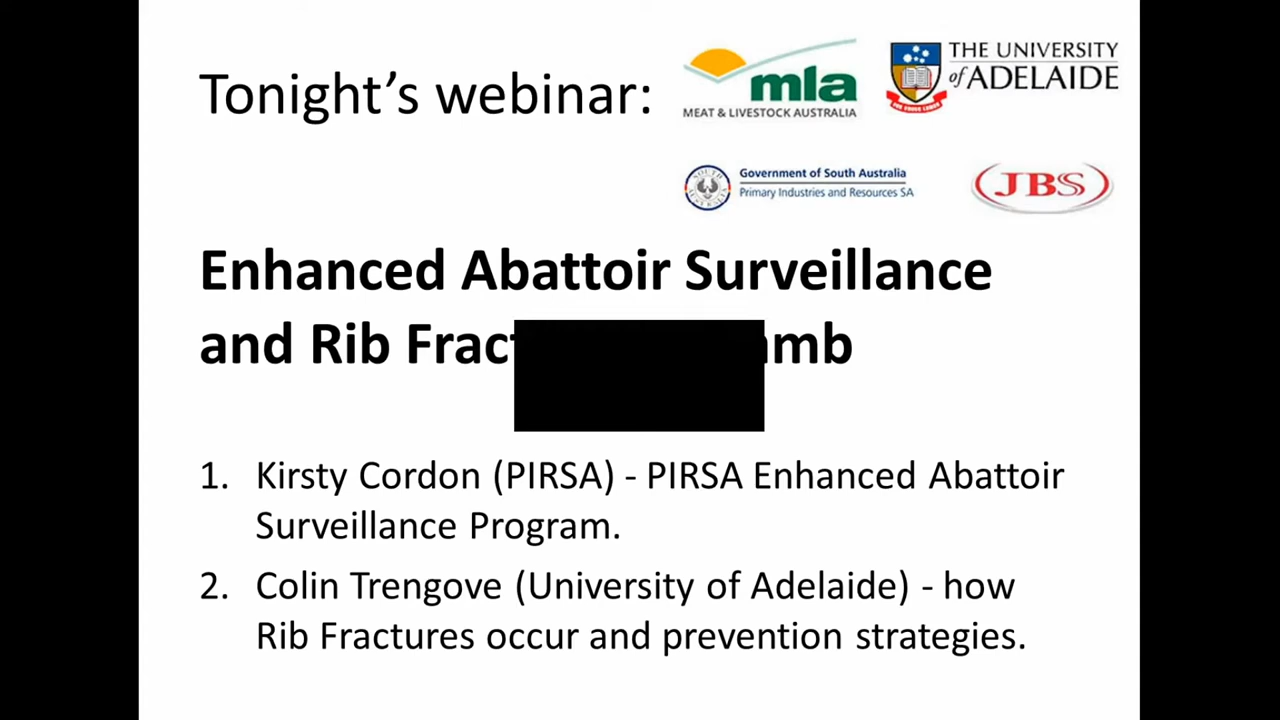 Tonight's webinar:
mla
MEAT & LIVESTOCK AUSTRALIA
THE UNIVERSITY
of ADELAIDE
Government of South Australia
Primary Industries and Resources SA
JBS
Enhanced Abattoir Surveillance
and Rib
1. Kirsty Cordon (PIRSA) - PIRSA Enhanced Abattoir
Surveillance Program.
2. Colin Trengove (University of Adelaide) - how
Rib Fractures occur and prevention strategies.